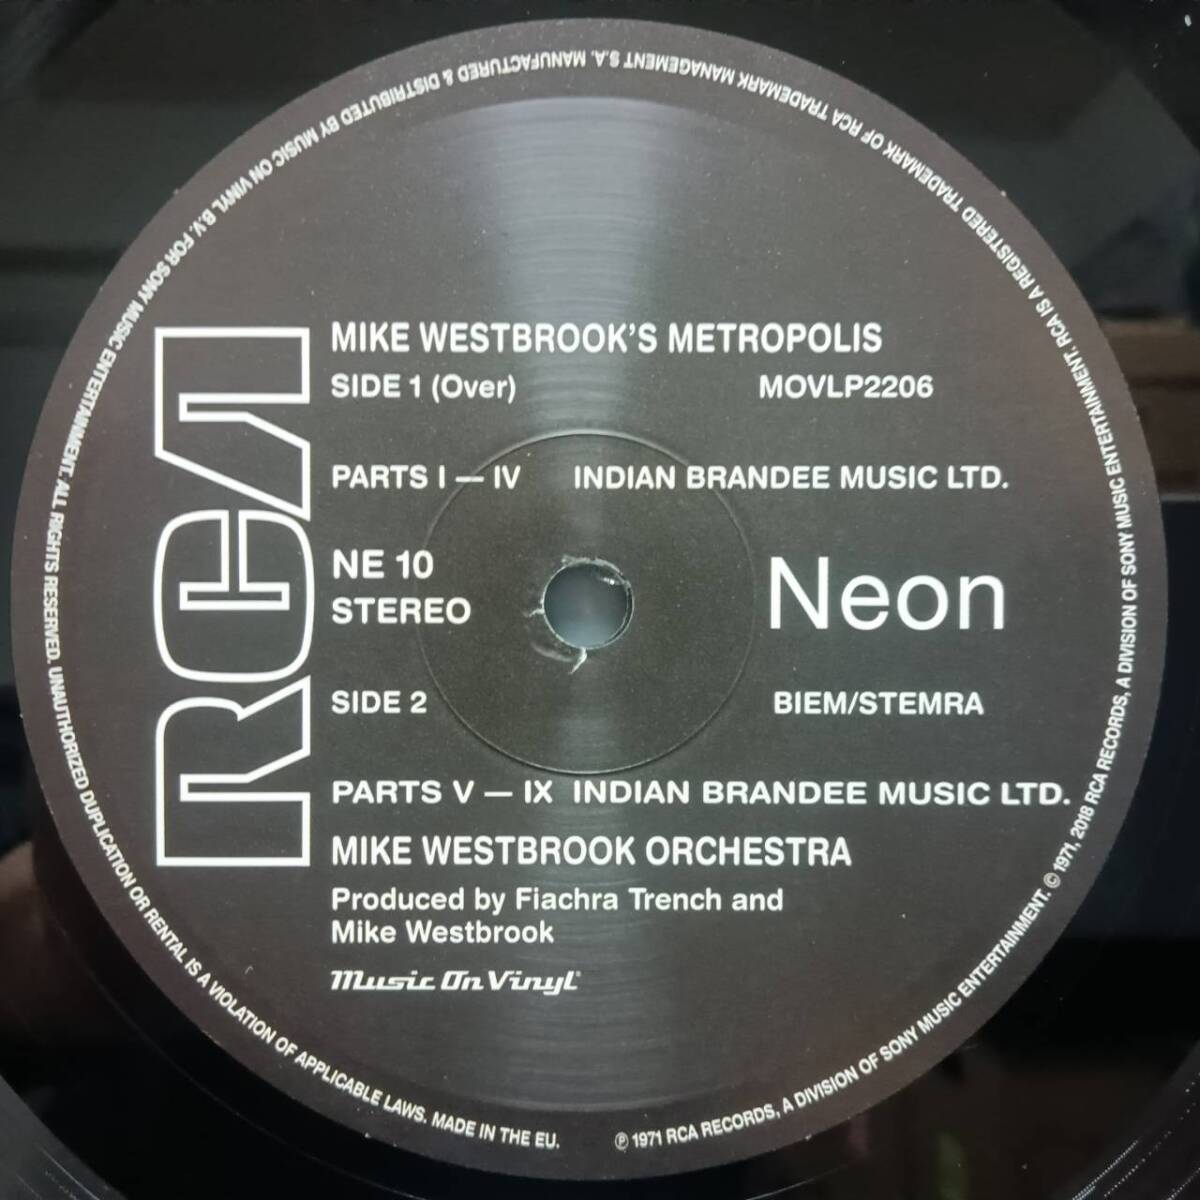 RCA
MIKE WESTBROOK'S METROPOLIS
SIDE 1 (Over) MOVLP2206
PARTS I — IV INDIAN BRANDEE MUSIC LTD.
NE 10
STEREO
Neon
SIDE 2 BIEM/STEMRA
PARTS V — IX INDIAN BRANDEE MUSIC LTD.
MIKE WESTBROOK ORCHESTRA
Produced by Fiachra Trench and
Mike Westbrook
Music On Vinyl®
℗ 1971 RCA RECORDS, A DIVISION OF SONY MUSIC ENTERTAINMENT. © 1971, 2018 RCA RECORDS, A DIVISION OF SONY MUSIC ENTERTAINMENT. RCA IS A REGISTERED TRADEMARK OF RCA TRADEMARK MANAGEMENT S.A. MANUFACTURED & DISTRIBUTED BY MUSIC ON VINYL B.V. FOR SONY MUSIC ENTERTAINMENT. ALL RIGHTS RESERVED. UNAUTHORIZED DUPLICATION OR RENTAL IS A VIOLATION OF APPLICABLE LAWS. MADE IN THE EU.